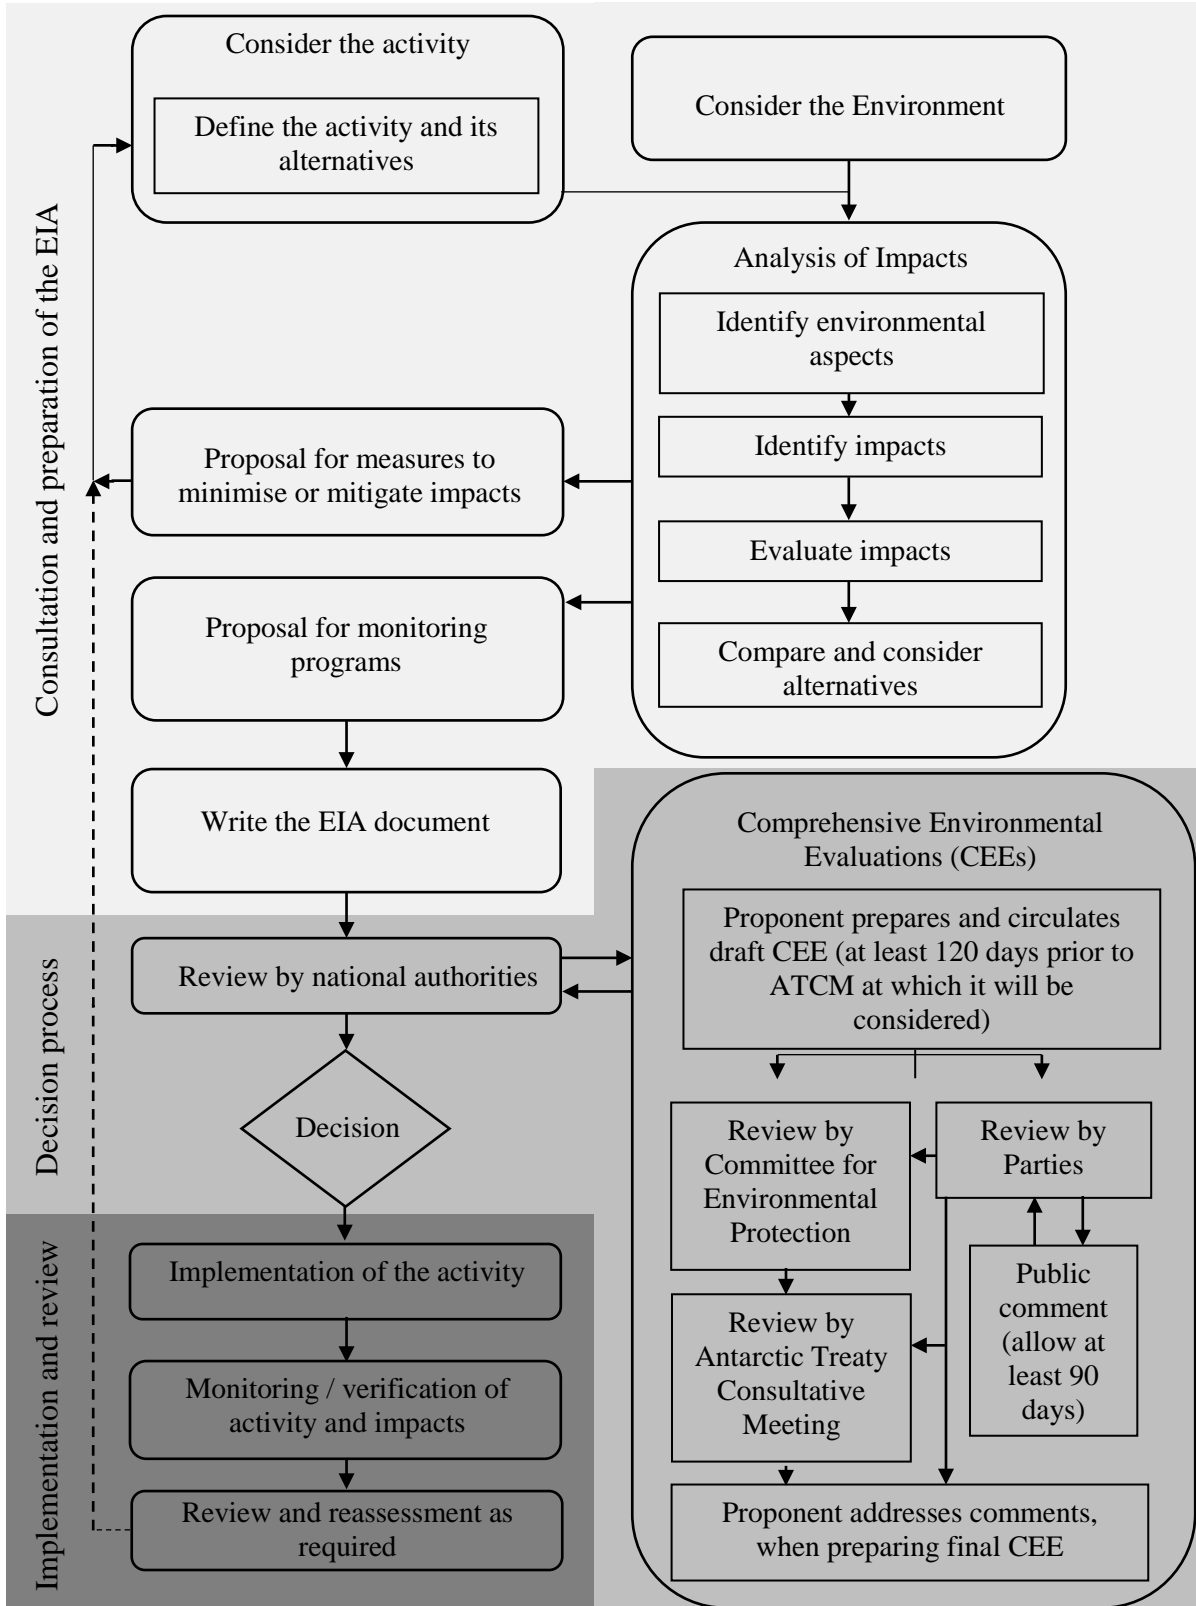 Consider the activity
Define the activity and its
alternatives
Consider the Environment
Analysis of Impacts
Identify environmental
aspects
Identify impacts
Evaluate impacts
Compare and consider
alternatives
Proposal for measures to
minimise or mitigate impacts
Proposal for monitoring
programs
Write the EIA document
Consultation and preparation of the EIA
Review by national authorities
Decision
Decision process
Comprehensive Environmental
Evaluations (CEEs)
Proponent prepares and circulates
draft CEE (at least 120 days prior to
ATCM at which it will be
considered)
Review by
Committee for
Environmental
Protection
Review by
Parties
Public
comment
(allow at
least 90
days)
Review by
Antarctic Treaty
Consultative
Meeting
Proponent addresses comments,
when preparing final CEE
Implementation of the activity
Monitoring / verification of
activity and impacts
Review and reassessment as
required
Implementation and review